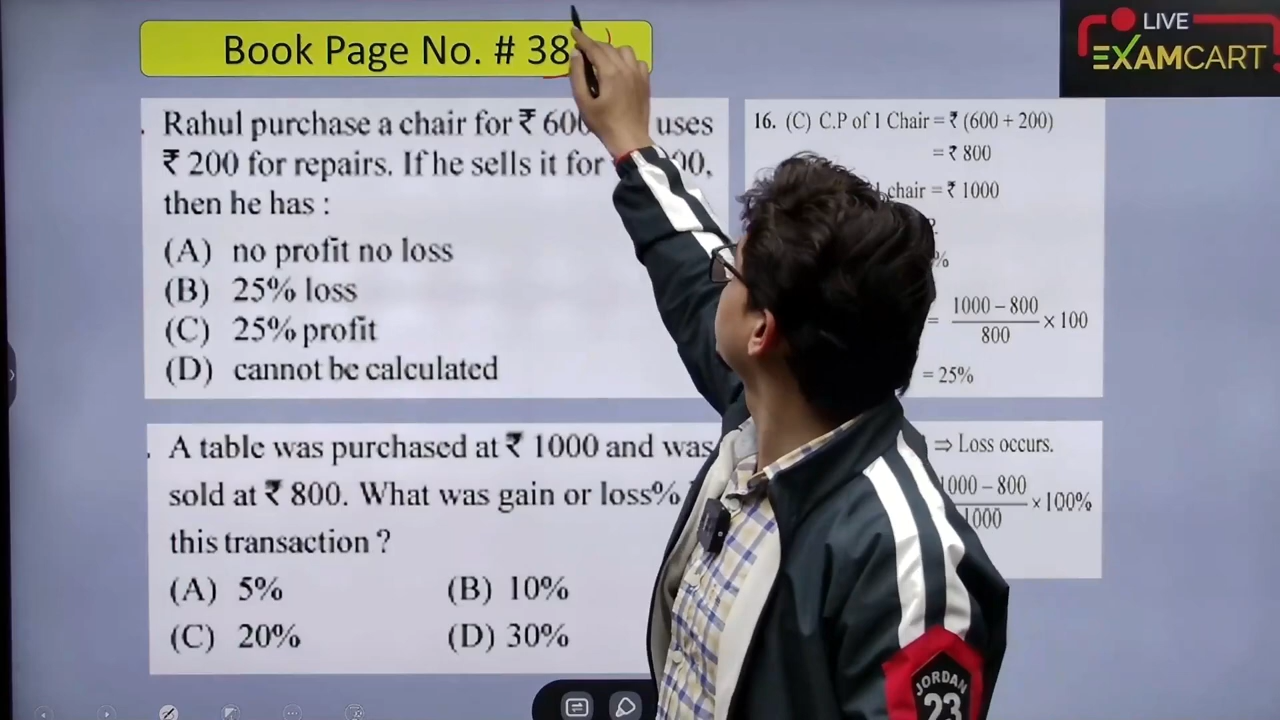 LIVE
EXAMCART
Book Page No. # 38
Rahul purchase a chair for ₹ 600 uses
₹ 200 for repairs. If he sells it for 00,
then he has :
(A) no profit no loss
(B) 25% loss
(C) 25% profit
(D) cannot be calculated
16. (C) C.P of 1 Chair = ₹ (600 + 200)
= ₹ 800
chair = ₹ 1000
%
= 1000 – 800
800 × 100
= 25%
A table was purchased at ₹ 1000 and was
sold at ₹ 800. What was gain or loss%
this transaction ?
(A) 5% (B) 10%
(C) 20% (D) 30%
⇒ Loss occurs.
1000 – 800
1000 × 100%
JORDAN
23